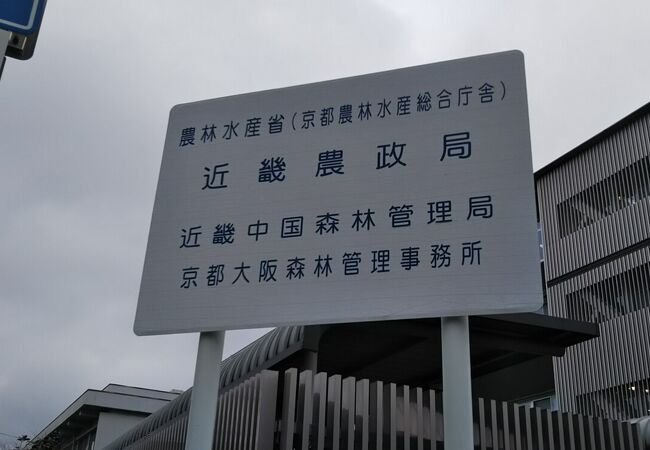 農林水産省(京都農林水産総合庁舎)
近畿農政局
近畿中国森林管理局
京都大阪森林管理事務所